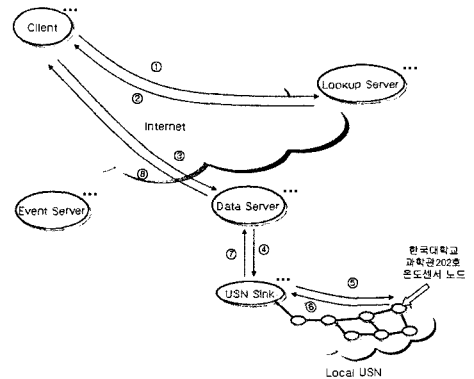 Client
①
②
Lookup Server
Internet
③
⑧
Event Server
Data Server
⑦ ④
한국대학교
과학관202호
온도센서 노드
USN Sink
⑤
⑥
Local USN